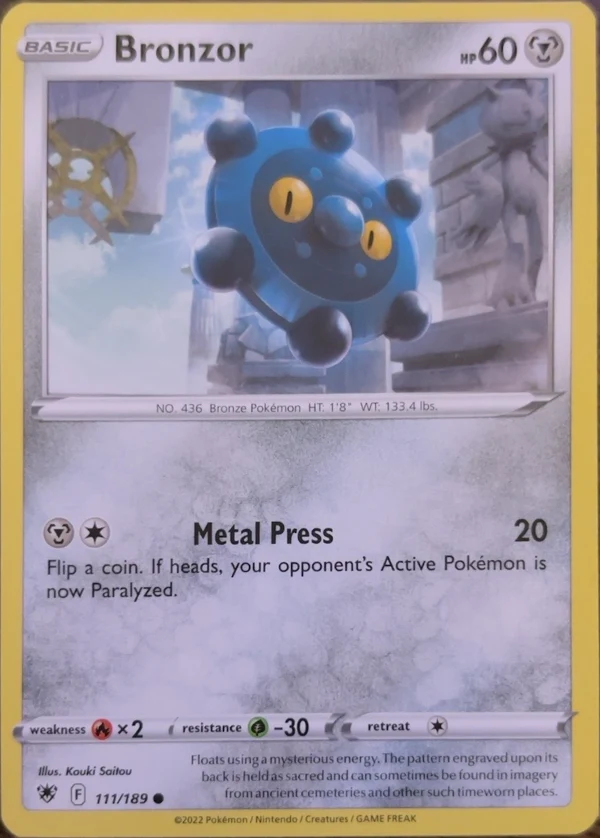 BASIC Bronzor HP 60
NO. 436 Bronze Pokémon HT: 1'8" WT: 133.4 lbs.
Metal Press 20
Flip a coin. If heads, your opponent's Active Pokémon is
now Paralyzed.
weakness ×2 resistance -30 retreat
Illus. Kouki Saitou
Floats using a mysterious energy. The pattern engraved upon its
back is held as sacred and can sometimes be found in imagery
from ancient cemeteries and other such timeworn places.
F 111/189
©2022 Pokémon / Nintendo / Creatures / GAME FREAK